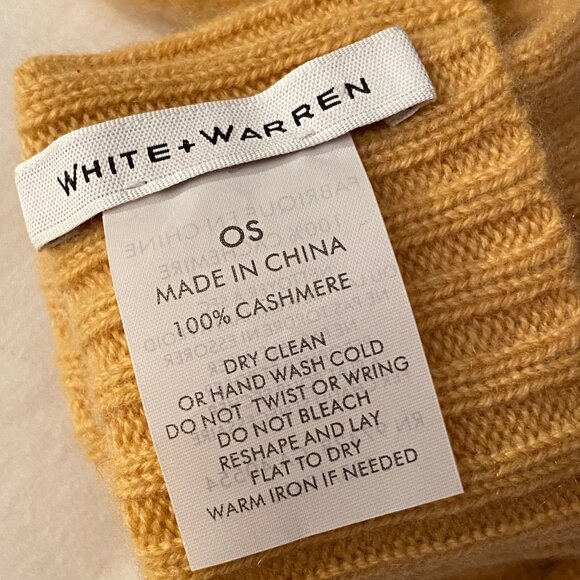 WHITE + WARREN
OS
MADE IN CHINA
100% CASHMERE
DRY CLEAN
OR HAND WASH COLD
DO NOT TWIST OR WRING
DO NOT BLEACH
RESHAPE AND LAY
FLAT TO DRY
WARM IRON IF NEEDED